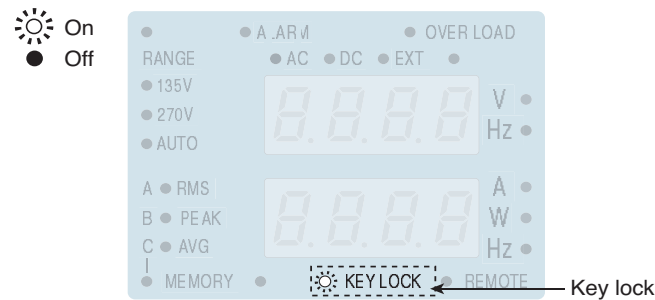 On
Off
ALARM OVER LOAD
RANGE AC DC EXT
135V
270V
AUTO
V
Hz
A RMS
B PEAK
C AVG
A
W
Hz
MEMORY KEY LOCK REMOTE
Key lock